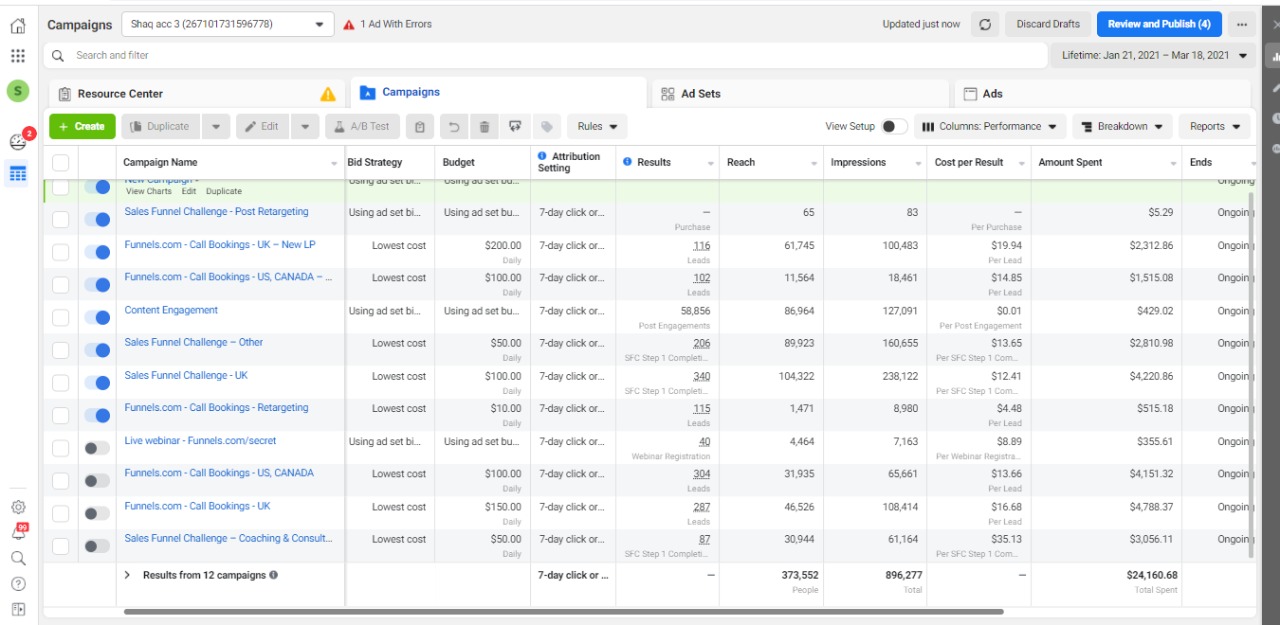 Campaigns Shaq acc 3 (267101731596778) 1 Ad With Errors Updated just now Discard Drafts Review and Publish (4) ...
Search and filter Lifetime: Jan 21, 2021 – Mar 18, 2021
S
Resource Center Campaigns Ad Sets Ads
2
+ Create Duplicate Edit A/B Test Rules View Setup Columns: Performance Breakdown Reports
Campaign Name Bid Strategy Budget Attribution Setting Results Reach Impressions Cost per Result Amount Spent Ends
New Campaign - Using ad set bi... Using ad set bu... Ongoing
View Charts Edit Duplicate
Sales Funnel Challenge - Post Retargeting Using ad set bi... Using ad set bu... 7-day click or... — 65 83 — $5.29 Ongoing
Purchase Per Purchase
Funnels.com - Call Bookings - UK – New LP Lowest cost $200.00 7-day click or... 116 61,745 100,483 $19.94 $2,312.86 Ongoing
Daily Leads Per Lead
Funnels.com - Call Bookings - US, CANADA – ... Lowest cost $100.00 7-day click or... 102 11,564 18,461 $14.85 $1,515.08 Ongoing
Daily Leads Per Lead
Content Engagement Using ad set bi... Using ad set bu... 7-day click or... 58,856 86,964 127,091 $0.01 $429.02 Ongoing
Post Engagements Per Post Engagement
Sales Funnel Challenge – Other Lowest cost $50.00 7-day click or... 206 89,923 160,655 $13.65 $2,810.98 Ongoing
Daily SFC Step 1 Completi... Per SFC Step 1 Com...
Sales Funnel Challenge - UK Lowest cost $100.00 7-day click or... 340 104,322 238,122 $12.41 $4,220.86 Ongoing
Daily SFC Step 1 Completi... Per SFC Step 1 Com...
Funnels.com - Call Bookings - Retargeting Lowest cost $10.00 7-day click or... 115 1,471 8,980 $4.48 $515.18 Ongoing
Daily Leads Per Lead
Live webinar - Funnels.com/secret Using ad set bi... Using ad set bu... 7-day click or... 40 4,464 7,163 $8.89 $355.61 Ongoing
Webinar Registration Per Webinar Registra...
Funnels.com - Call Bookings - US, CANADA Lowest cost $100.00 7-day click or... 304 31,935 65,661 $13.66 $4,151.32 Ongoing
Daily Leads Per Lead
Funnels.com - Call Bookings - UK Lowest cost $150.00 7-day click or... 287 46,526 108,414 $16.68 $4,788.37 Ongoing
Daily Leads Per Lead
Sales Funnel Challenge – Coaching & Consult... Lowest cost $50.00 7-day click or... 87 30,944 61,164 $35.13 $3,056.11 Ongoing
Daily SFC Step 1 Completi... Per SFC Step 1 Com...
99
Results from 12 campaigns 7-day click or ... — 373,552 896,277 — $24,160.68
People Total Total Spent